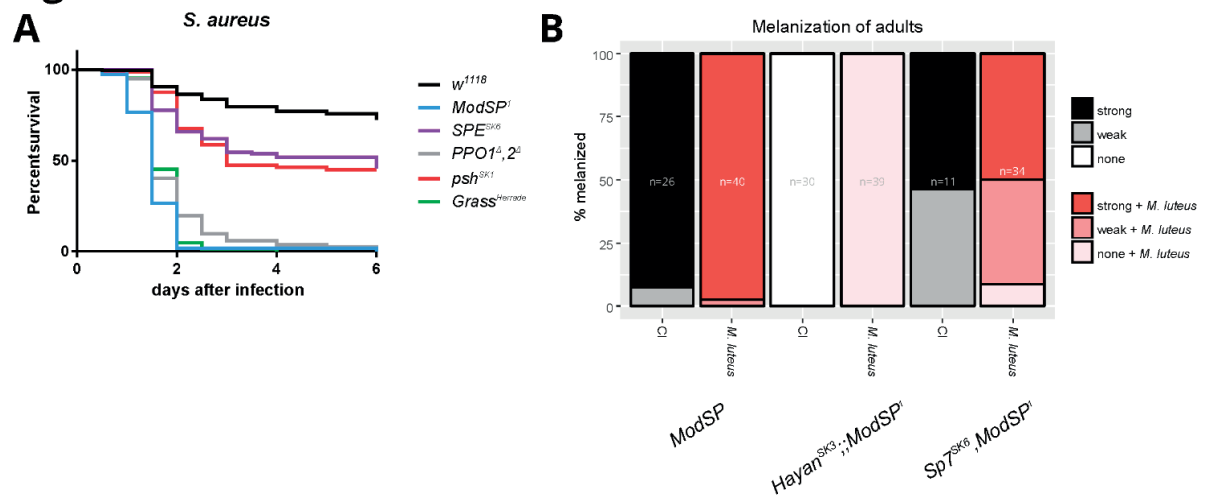 A
S. aureus
Percentsurvival
100
50
0
0
2
4
6
days after infection
w1118
ModSP1
SPESK6
PPO1Δ,2Δ
pshSK1
GrassHerrade
B
Melanization of adults
% melanized
100
75
50
25
0
n=26
n=40
n=30
n=39
n=11
n=34
CI
M. luteus
CI
M. luteus
CI
M. luteus
ModSP
HayanSK3;;ModSP1
Sp7SK6,ModSP1
strong
weak
none
strong + M. luteus
weak + M. luteus
none + M. luteus